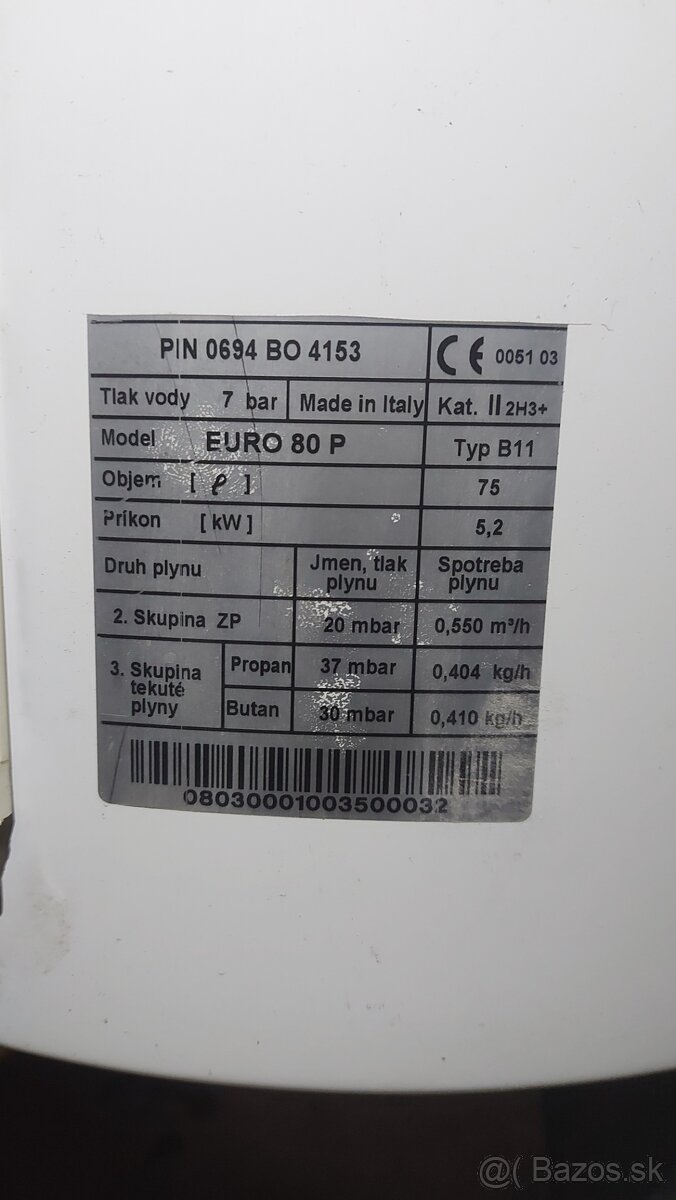 PIN 0694 BO 4153 CE 0051 03
Tlak vody 7 bar Made in Italy Kat. II 2H3+
Model EURO 80 P Typ B11
Objem [ ℓ ] 75
Príkon [ kW ] 5,2
Druh plynu Jmen, tlak plynu Spotreba plynu
2. Skupina ZP 20 mbar 0,550 m³/h
3. Skupina tekuté plyny Propan 37 mbar 0,404 kg/h
Butan 30 mbar 0,410 kg/h
08030001003500032
@( Bazos.sk